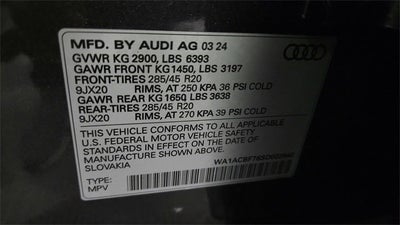 MFD. BY AUDI AG 03 24
GVWR KG 2900, LBS 6393
GAWR FRONT KG1450, LBS 3197
FRONT-TIRES 285/45 R20
9JX20 RIMS, AT 250 KPA 36 PSI COLD
GAWR REAR KG 1650 LBS 3638
REAR-TIRES 285/45 R20
9JX20 RIMS, AT 270 KPA 39 PSI COLD
THIS VEHICLE CONFORMS TO ALL APPLICABLE
U.S. FEDERAL MOTOR VEHICLE SAFETY
STANDARDS IN EFFECT ON THE DATE OF
MANUFACTURE SHOWN ABOVE.
SLOVAKIA
TYPE:
MPV